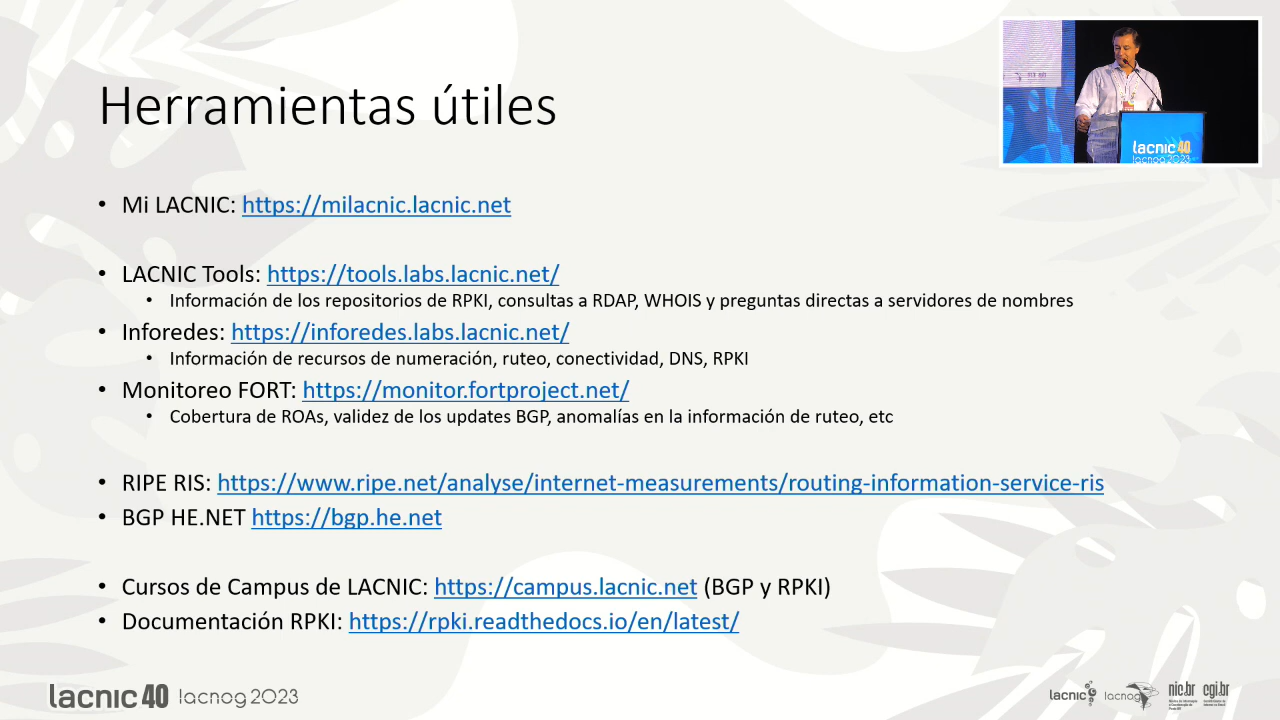 Herramientas útiles
lacnic 40
lacnog 2023
• Mi LACNIC: https://milacnic.lacnic.net
• LACNIC Tools: https://tools.labs.lacnic.net/
• Información de los repositorios de RPKI, consultas a RDAP, WHOIS y preguntas directas a servidores de nombres
• Inforedes: https://inforedes.labs.lacnic.net/
• Información de recursos de numeración, ruteo, conectividad, DNS, RPKI
• Monitoreo FORT: https://monitor.fortproject.net/
• Cobertura de ROAs, validez de los updates BGP, anomalías en la información de ruteo, etc
• RIPE RIS: https://www.ripe.net/analyse/internet-measurements/routing-information-service-ris
• BGP HE.NET https://bgp.he.net
• Cursos de Campus de LACNIC: https://campus.lacnic.net (BGP y RPKI)
• Documentación RPKI: https://rpki.readthedocs.io/en/latest/
lacnic 40 lacnog 2023
lacnic lacnog nic.br cgi.br